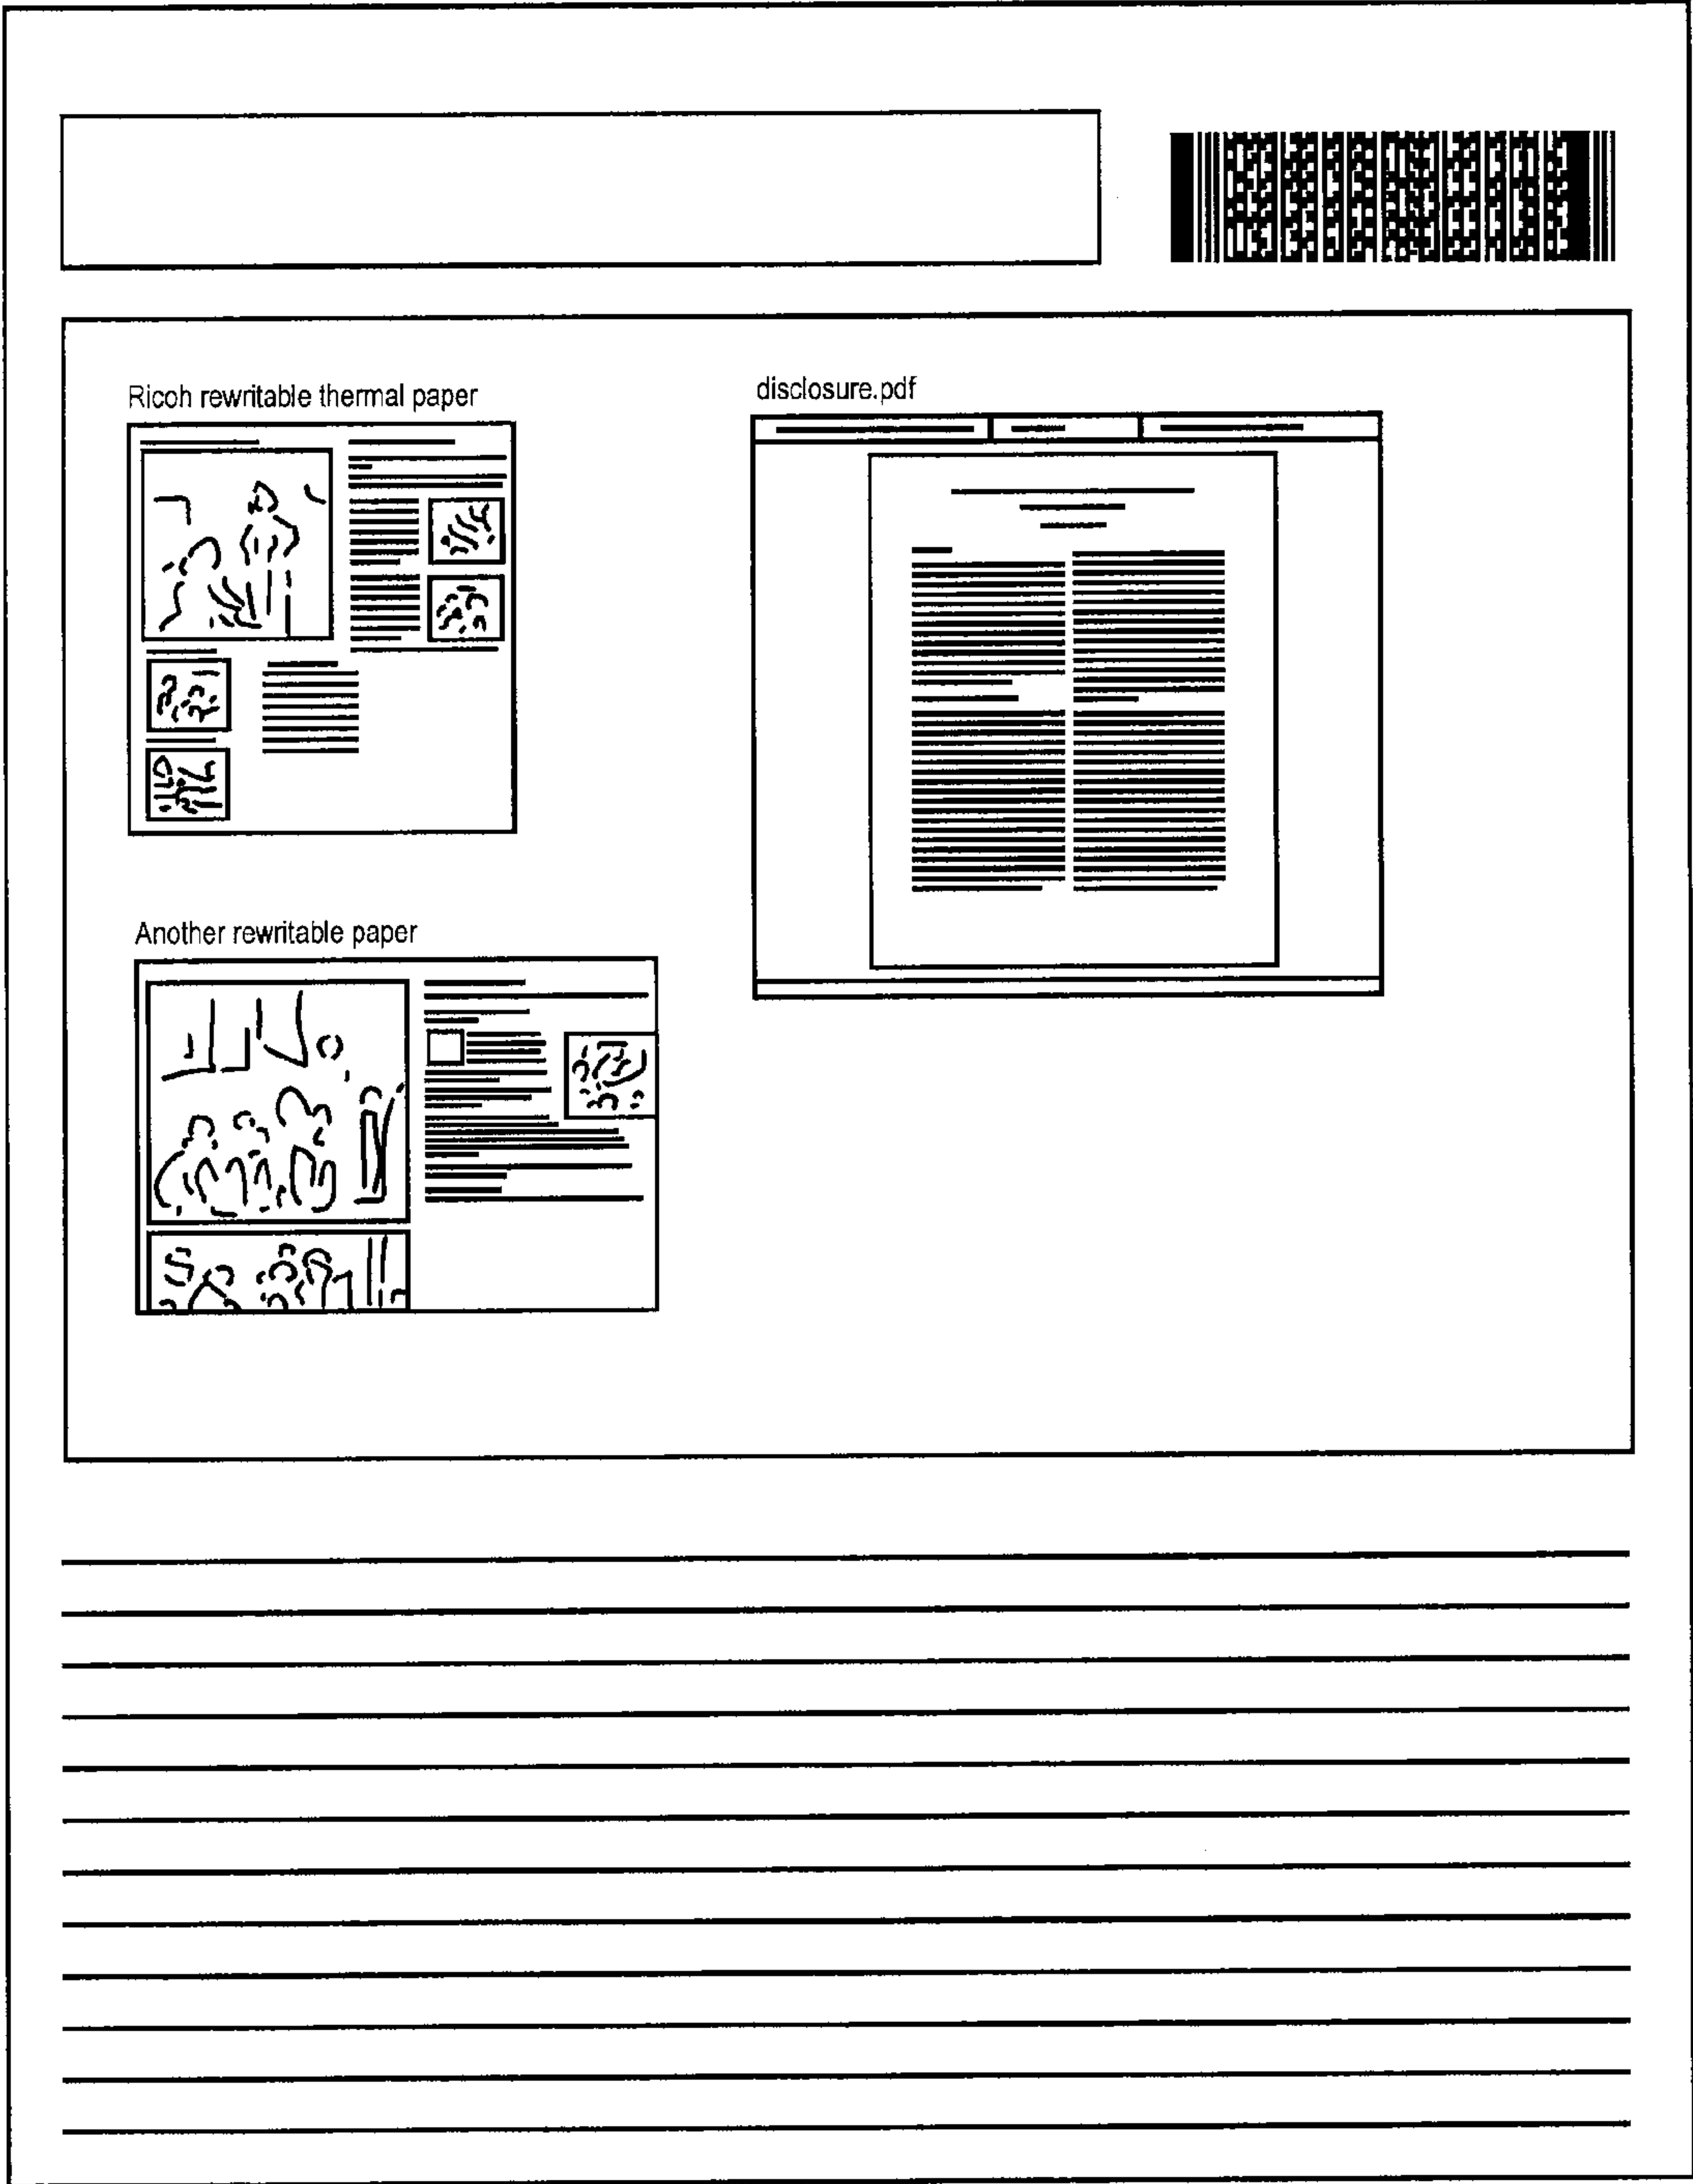 Ricoh rewritable thermal paper
disclosure.pdf
Another rewritable paper